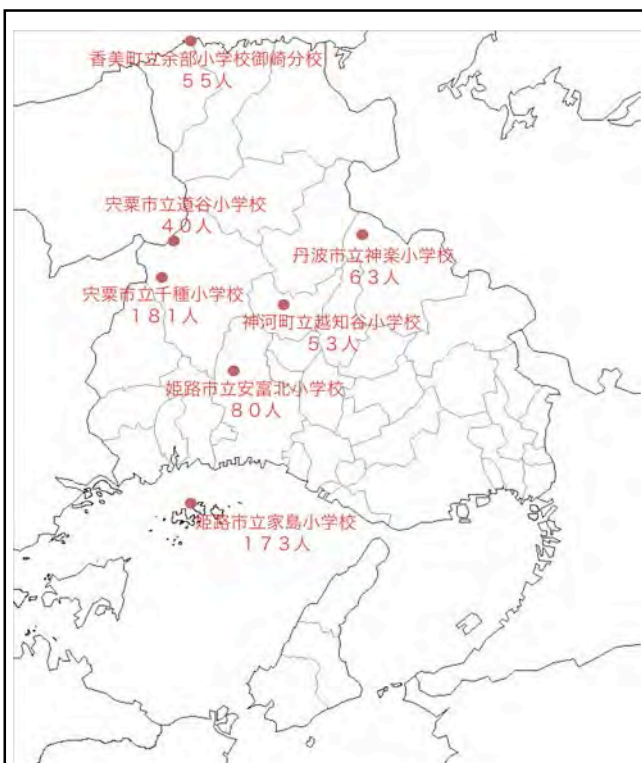 香美町立余部小学校御崎分校
５５人
宍粟市立道谷小学校
４０人
丹波市立神楽小学校
６３人
宍粟市立千種小学校
１８１人
神河町立越知谷小学校
５３人
姫路市立安富北小学校
８０人
姫路市立家島小学校
１７３人